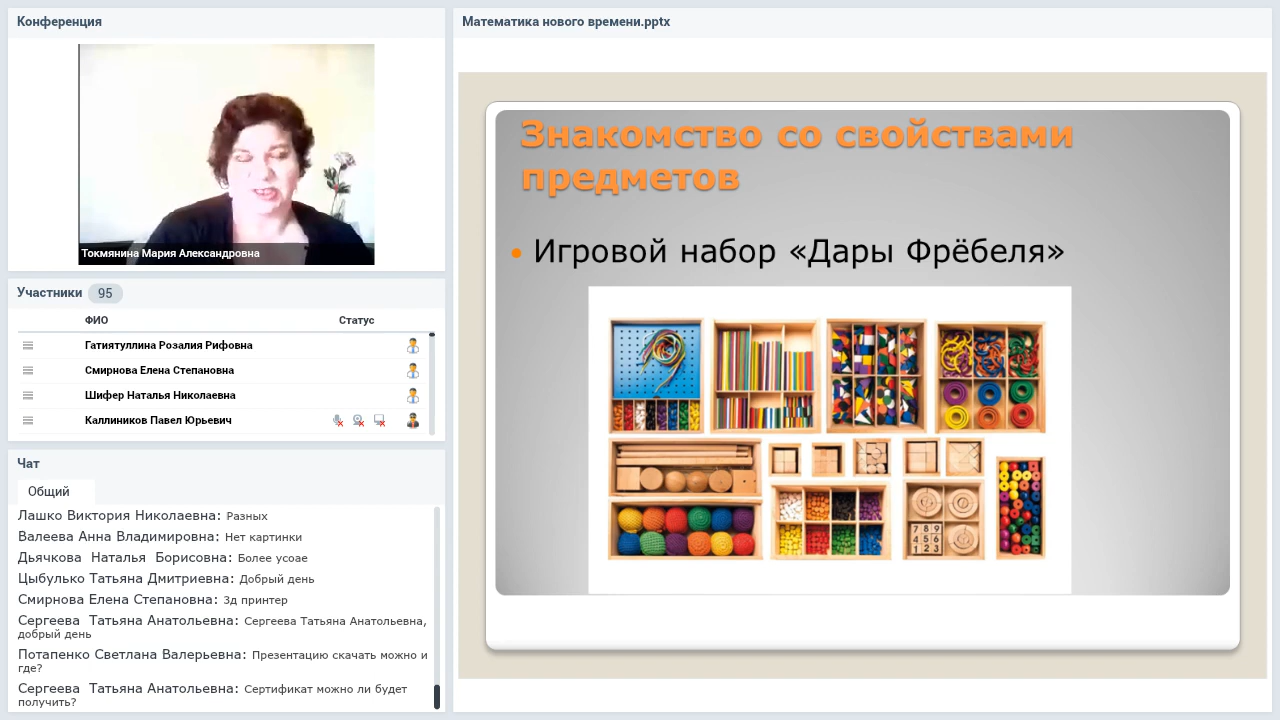 Конференция
Токмянина Мария Александровна
Участники 95
ФИО Статус
Гатиятуллина Розалия Рифовна
Смирнова Елена Степановна
Шифер Наталья Николаевна
Каллиников Павел Юрьевич
Чат
Общий
Лашко Виктория Николаевна: Разных
Валеева Анна Владимировна: Нет картинки
Дьячкова Наталья Борисовна: Более усоае
Цыбулько Татьяна Дмитриевна: Добрый день
Смирнова Елена Степановна: 3д принтер
Сергеева Татьяна Анатольевна: Сергеева Татьяна Анатольевна,
добрый день
Потапенко Светлана Валерьевна: Презентацию скачать можно и
где?
Сергеева Татьяна Анатольевна: Сертификат можно ли будет
получить?
Математика нового времени.pptx
Знакомство со свойствами
предметов
• Игровой набор «Дары Фрёбеля»
7 8 9
4 5 6
1 2 3